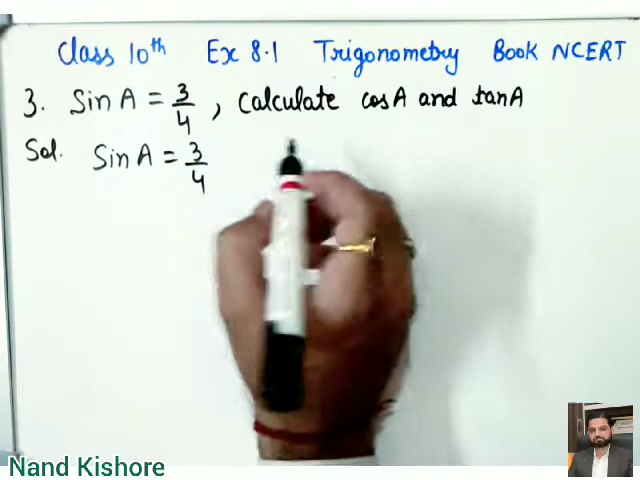 Class 10th Ex 8.1 Trigonometry Book NCERT
3. Sin A = 3/4, Calculate cos A and tan A
Sol. Sin A = 3/4
Nand Kishore